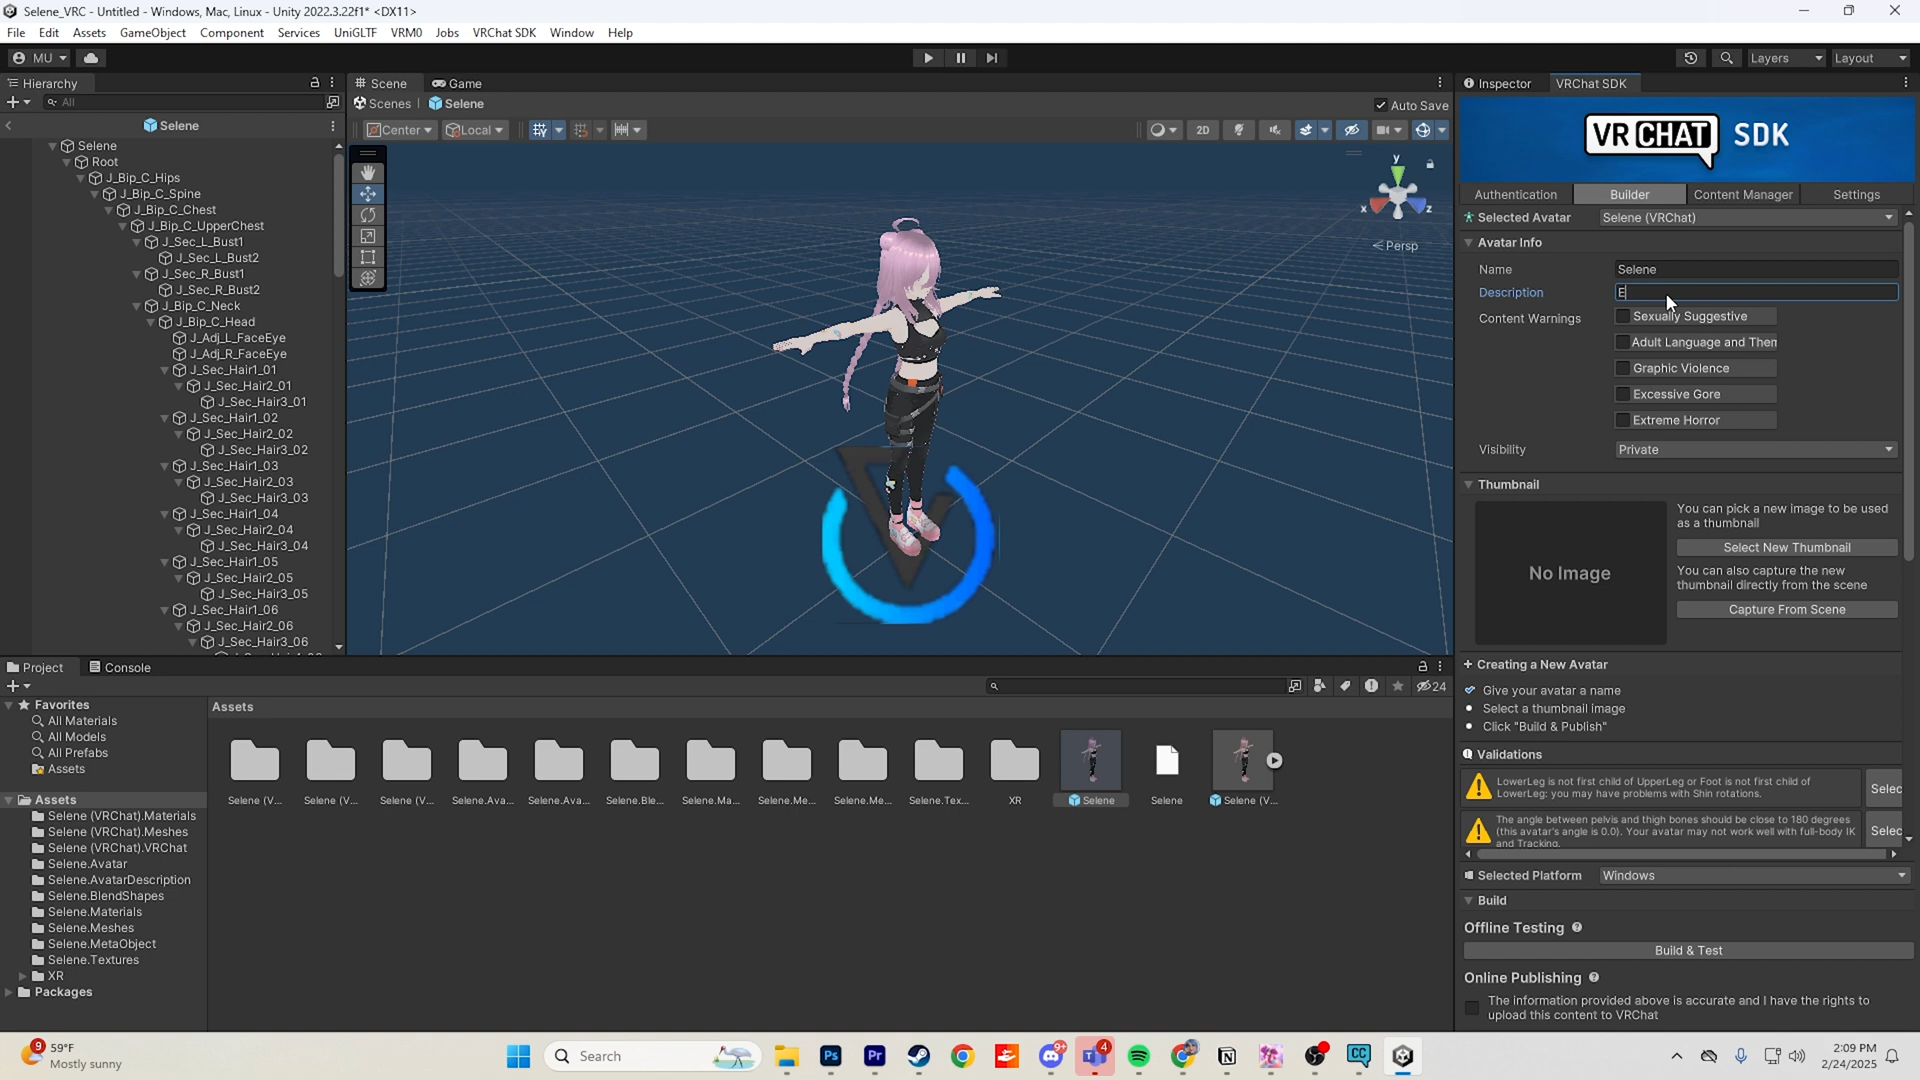 Selene_VRC - Untitled - Windows, Mac, Linux - Unity 2022.3.22f1* <DX11>
File Edit Assets GameObject Component Services UniGLTF VRM0 Jobs VRChat SDK Window Help
MU Layers Layout
Hierarchy Scene Game Inspector VRChat SDK
All
Scenes Selene Auto Save
Selene
Center Local 2D
Selene
Root
J_Bip_C_Hips
J_Bip_C_Spine
J_Bip_C_Chest
J_Bip_C_UpperChest
J_Sec_L_Bust1
J_Sec_L_Bust2
J_Sec_R_Bust1
J_Sec_R_Bust2
J_Bip_C_Neck
J_Bip_C_Head
J_Adj_L_FaceEye
J_Adj_R_FaceEye
J_Sec_Hair1_01
J_Sec_Hair2_01
J_Sec_Hair3_01
J_Sec_Hair1_02
J_Sec_Hair2_02
J_Sec_Hair3_02
J_Sec_Hair1_03
J_Sec_Hair2_03
J_Sec_Hair3_03
J_Sec_Hair1_04
J_Sec_Hair2_04
J_Sec_Hair3_04
J_Sec_Hair1_05
J_Sec_Hair2_05
J_Sec_Hair3_05
J_Sec_Hair1_06
J_Sec_Hair2_06
J_Sec_Hair3_06
y
x z
< Persp
VRCHAT SDK
Authentication Builder Content Manager Settings
Selected Avatar Selene (VRChat)
Avatar Info
Name Selene
Description E
Content Warnings Sexually Suggestive
Adult Language and Them
Graphic Violence
Excessive Gore
Extreme Horror
Visibility Private
Thumbnail
No Image
You can pick a new image to be used
as a thumbnail
Select New Thumbnail
You can also capture the new
thumbnail directly from the scene
Capture From Scene
+ Creating a New Avatar
Give your avatar a name
Select a thumbnail image
Click "Build & Publish"
Validations
LowerLeg is not first child of UpperLeg or Foot is not first child of
LowerLeg: you may have problems with Shin rotations.
Selec
The angle between pelvis and thigh bones should be close to 180 degrees
(this avatar's angle is 0.0). Your avatar may not work well with full-body IK
and Tracking.
Selec
Selected Platform Windows
Build
Offline Testing
Build & Test
Online Publishing
The information provided above is accurate and I have the rights to
upload this content to VRChat
Project Console
24
Favorites
All Materials
All Models
All Prefabs
Assets
Assets
Selene (VRChat).Materials
Selene (VRChat).Meshes
Selene (VRChat).VRChat
Selene.Avatar
Selene.AvatarDescription
Selene.BlendShapes
Selene.Materials
Selene.Meshes
Selene.MetaObject
Selene.Textures
XR
Packages
Assets
Selene (V... Selene (V... Selene (V... Selene.Ava... Selene.Ava... Selene.Ble... Selene.Ma... Selene.Me... Selene.Me... Selene.Tex... XR Selene Selene Selene (V...
9
59°F
Mostly sunny
Search
Ps Pr 9+ 4 CC
2:09 PM
2/24/2025